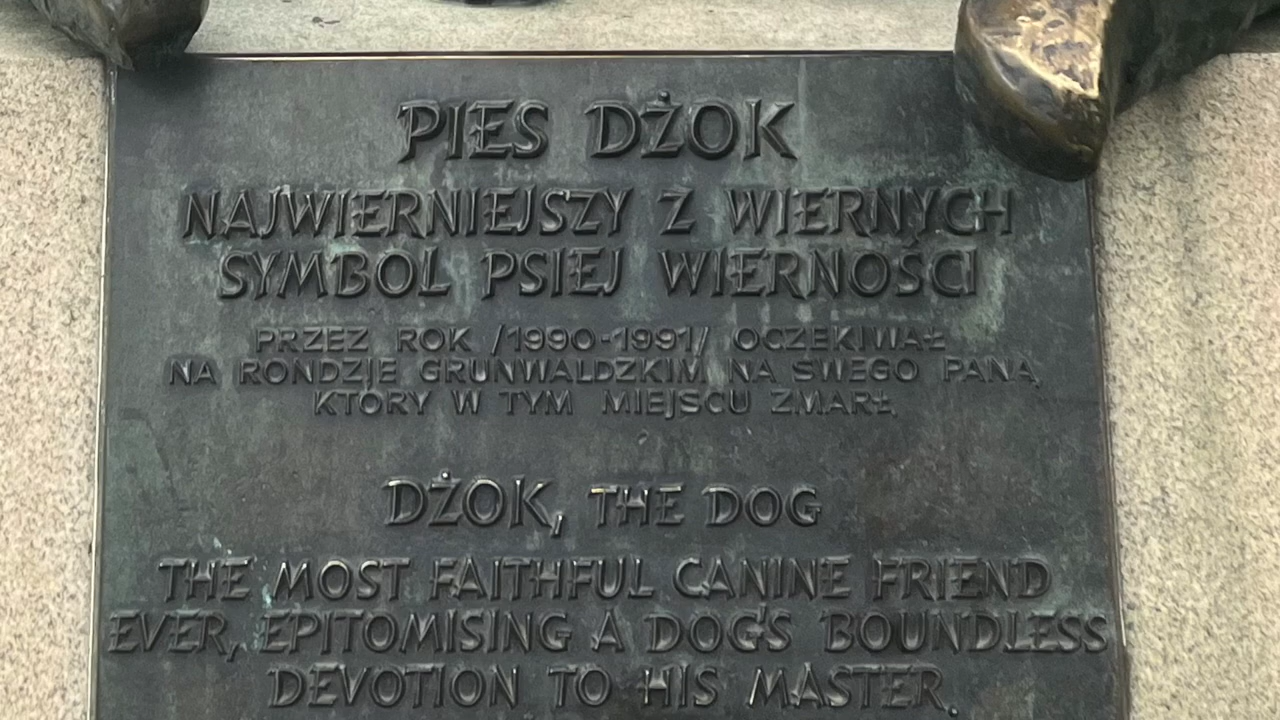 PIES DŻOK
NAJWIERNIEJSZY Z WIERNYCH
SYMBOL PSIEJ WIERNOŚCI
PRZEZ ROK /1990-1991/ OCZEKIWAŁ
NA RONDZIE GRUNWALDZKIM NA SWEGO PANA,
KTÓRY W TYM MIEJSCU ZMARŁ.
DŻOK, THE DOG
THE MOST FAITHFUL CANINE FRIEND
EVER, EPITOMISING A DOG'S BOUNDLESS
DEVOTION TO HIS MASTER.